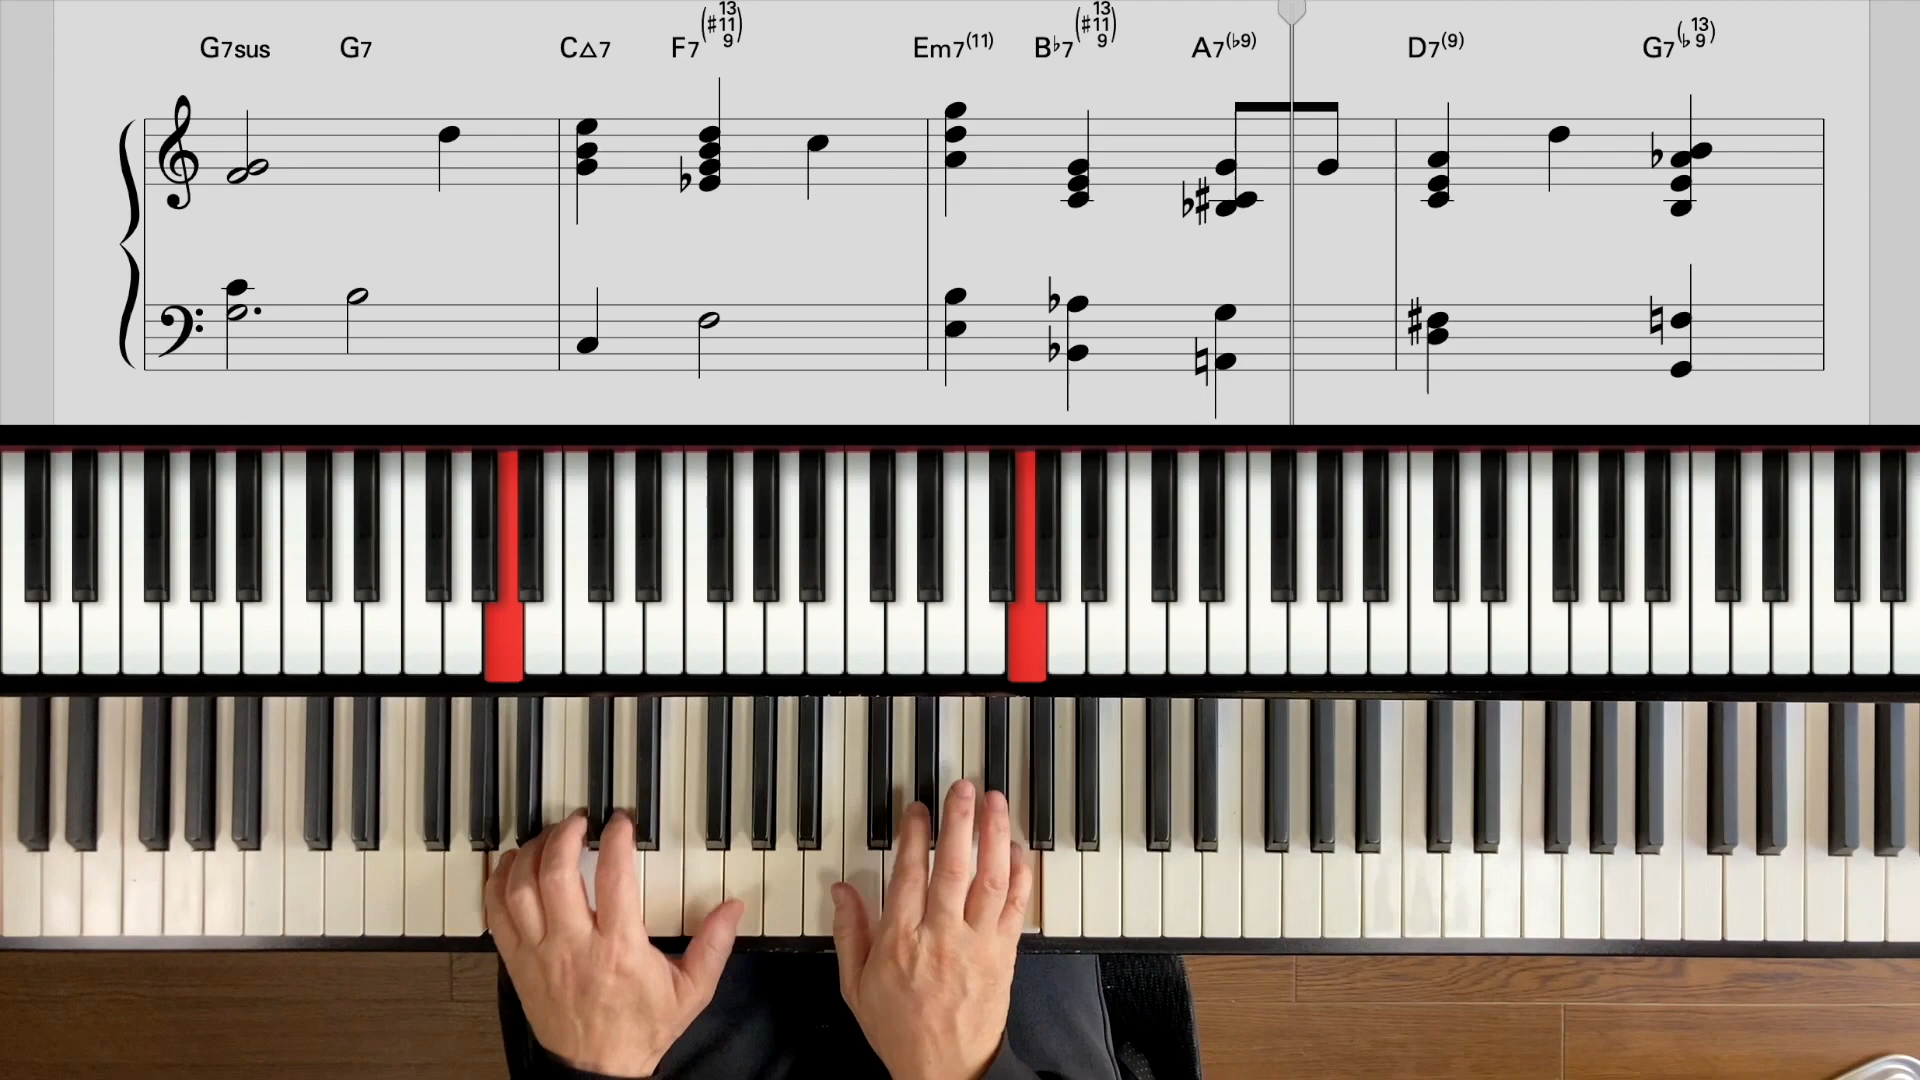 G7sus G7 C△7 F7(13 #11 9) Em7(11) B♭7(13 #11 9) A7(♭9) D7(9) G7(13 ♭9)